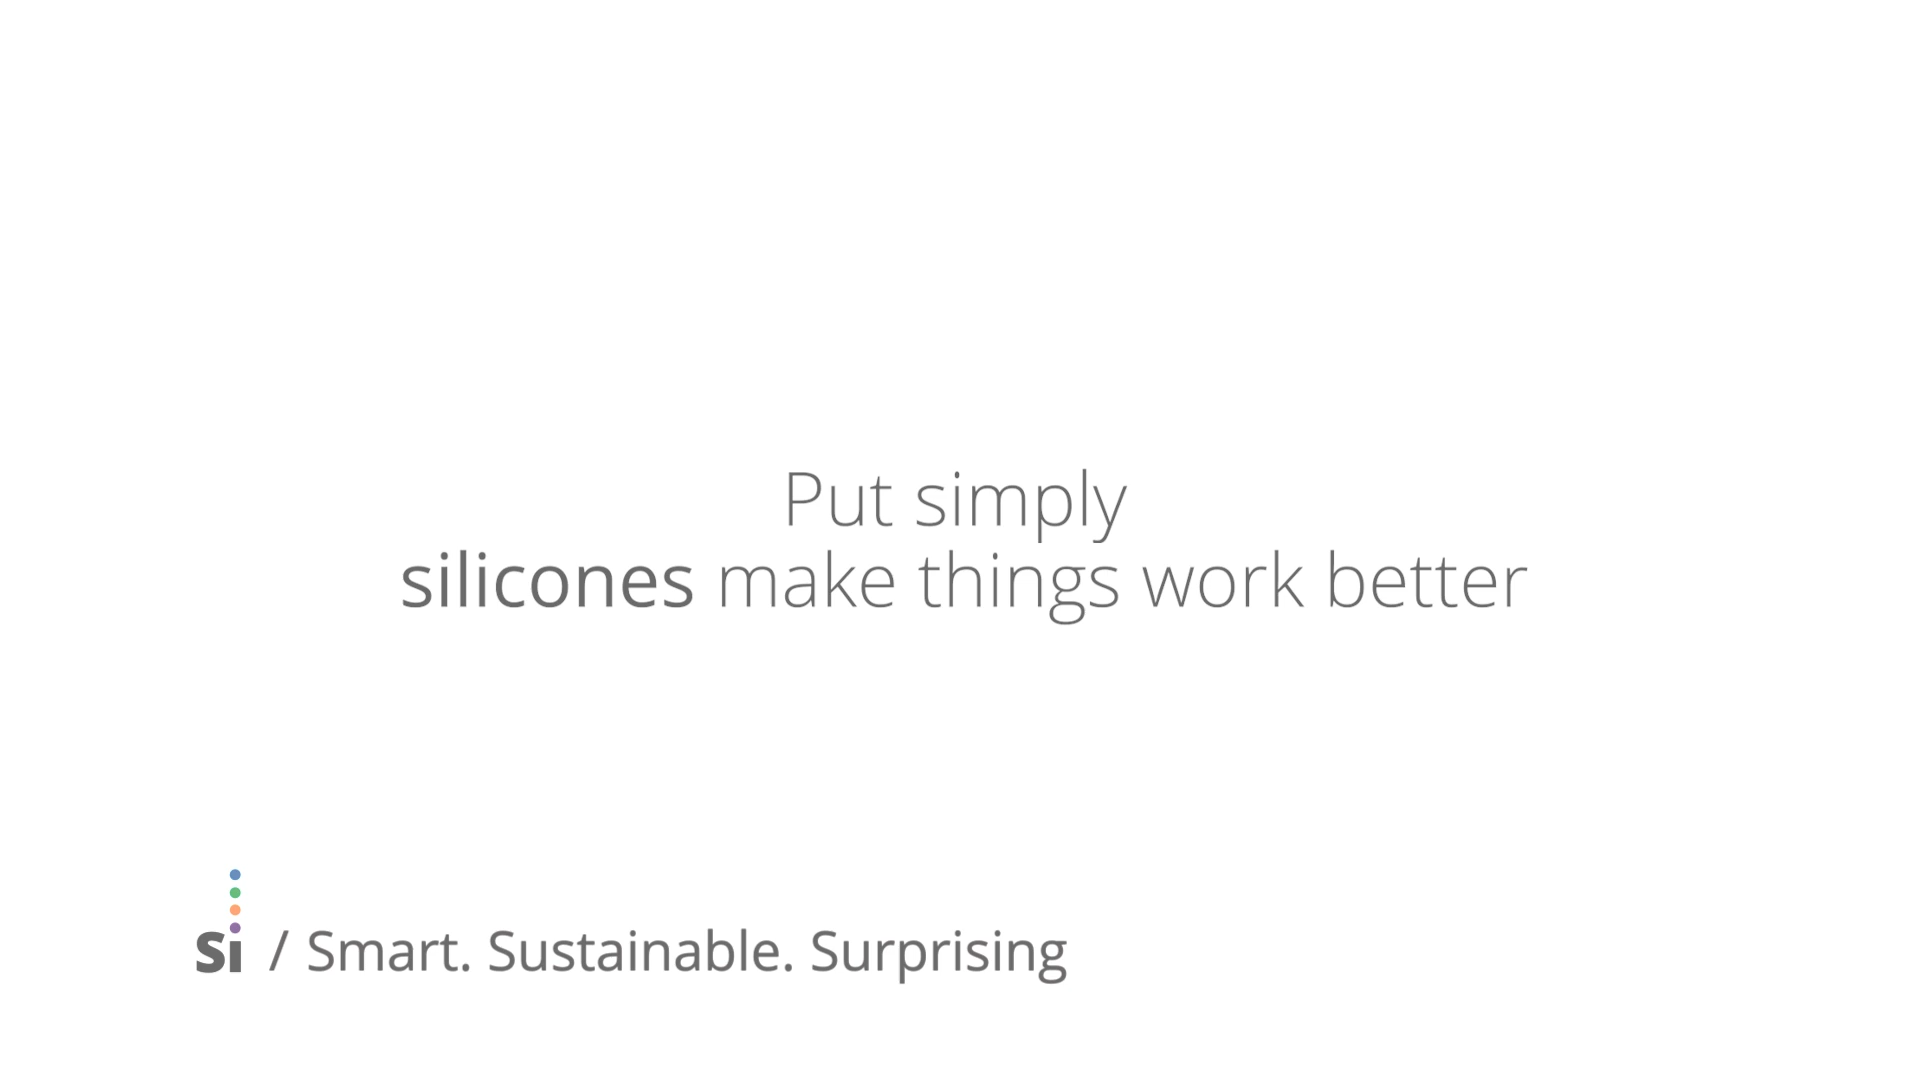 Put simply
silicones make things work better
Si / Smart. Sustainable. Surprising